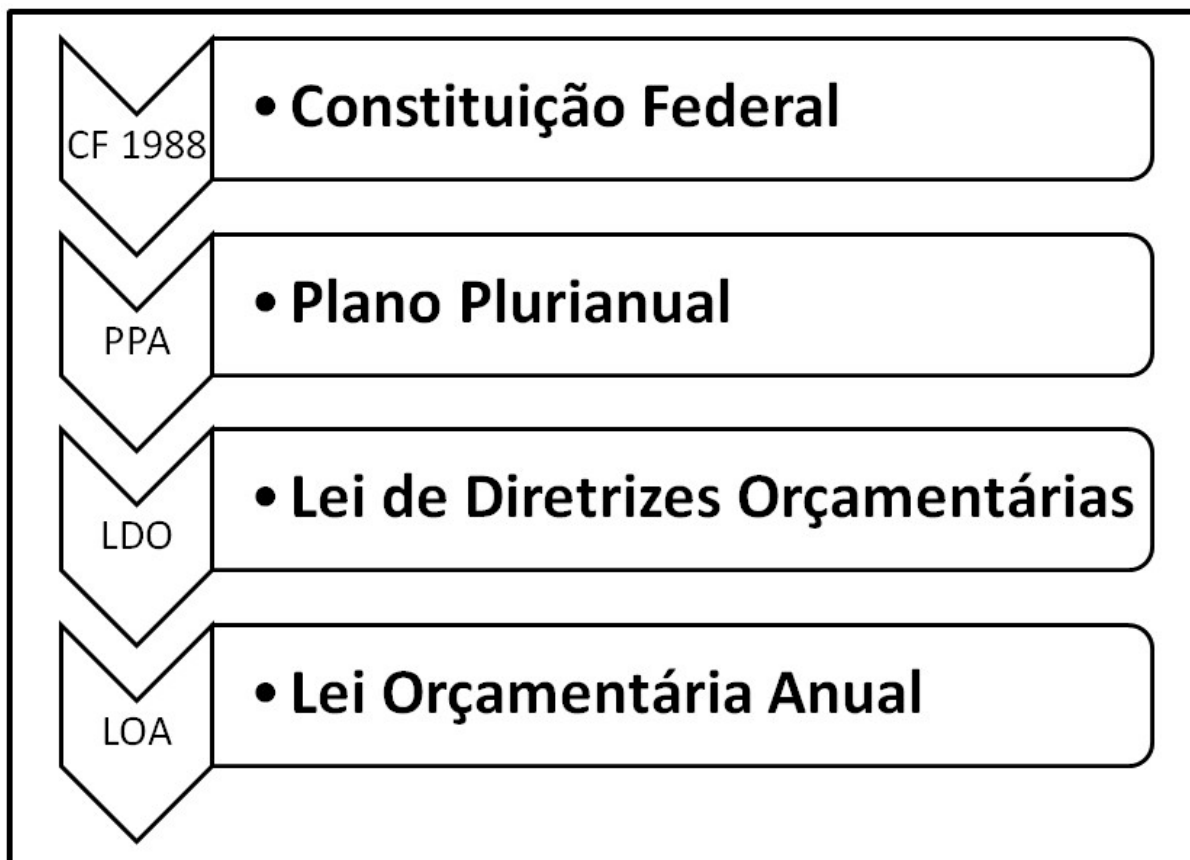 CF 1988
• Constituição Federal
PPA
• Plano Plurianual
LDO
• Lei de Diretrizes Orçamentárias
LOA
• Lei Orçamentária Anual